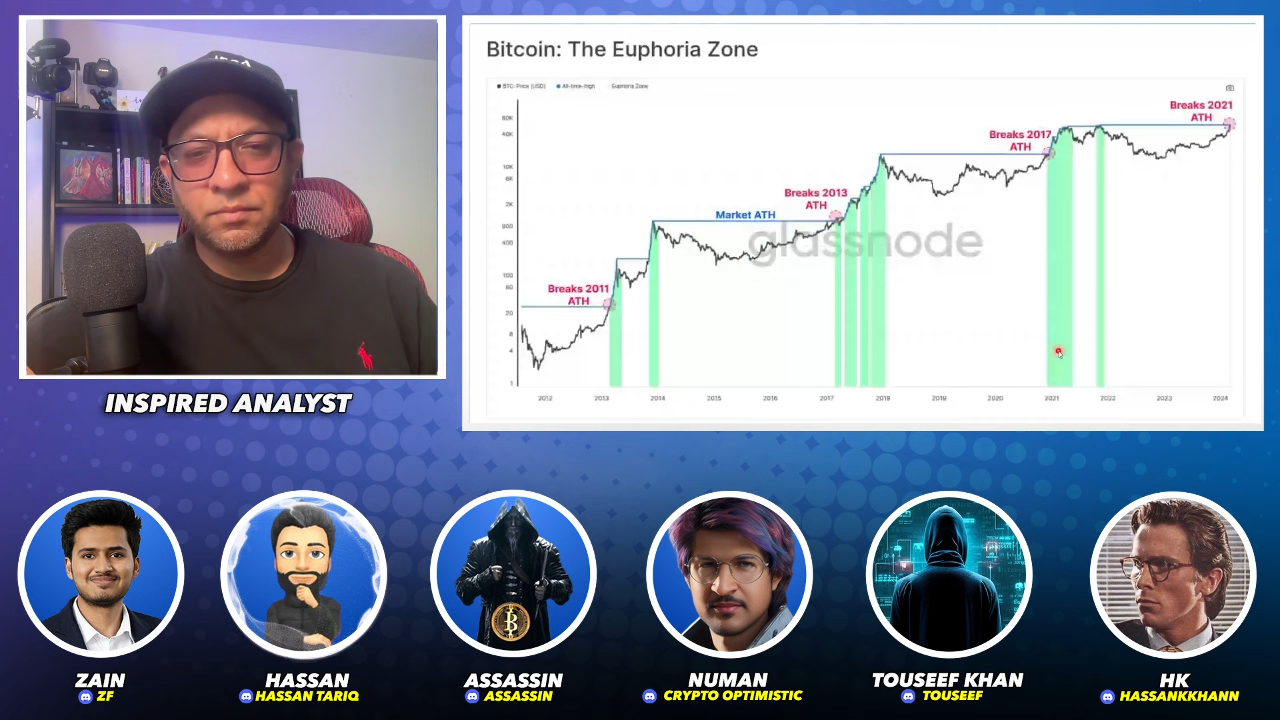 Bitcoin: The Euphoria Zone
BTC: Price [USD] All-time-high Euphoria Zone
Breaks 2021
ATH
Breaks 2017
ATH
Breaks 2013
ATH
Market ATH
glassnode
Breaks 2011
ATH
80K
40K
10K
6K
2K
800
400
100
60
20
8
4
1
2012 2013 2014 2015 2016 2017 2018 2019 2020 2021 2022 2023 2024
INSPIRED ANALYST
ZAIN
ZF
HASSAN
HASSAN TARIQ
ASSASSIN
ASSASSIN
NUMAN
CRYPTO OPTIMISTIC
TOUSEEF KHAN
TOUSEEF
HK
HASSANKKHANN